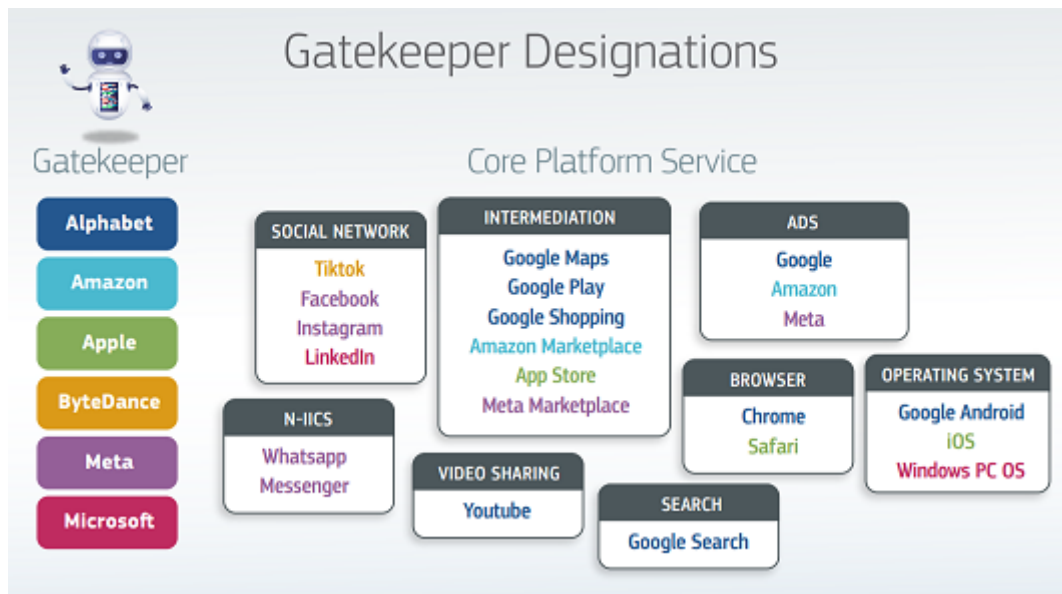 Gatekeeper Designations
Gatekeeper
Core Platform Service
Alphabet
Amazon
Apple
ByteDance
Meta
Microsoft
SOCIAL NETWORK
Tiktok
Facebook
Instagram
LinkedIn
INTERMEDIATION
Google Maps
Google Play
Google Shopping
Amazon Marketplace
App Store
Meta Marketplace
ADS
Google
Amazon
Meta
N-IICS
Whatsapp
Messenger
VIDEO SHARING
Youtube
BROWSER
Chrome
Safari
OPERATING SYSTEM
Google Android
iOS
Windows PC OS
SEARCH
Google Search